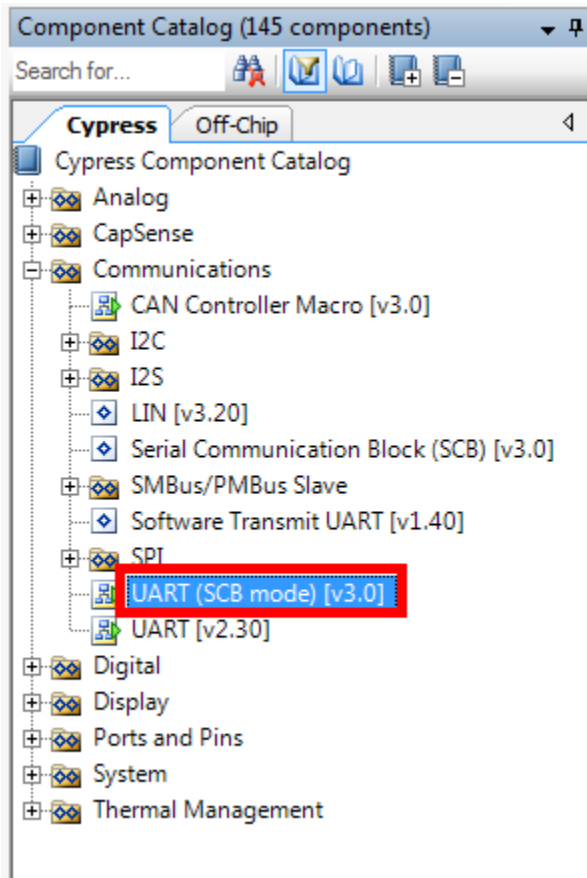 Component Catalog (145 components)
Search for...
Cypress
Off-Chip
Cypress Component Catalog
Analog
CapSense
Communications
CAN Controller Macro [v3.0]
I2C
I2S
LIN [v3.20]
Serial Communication Block (SCB) [v3.0]
SMBus/PMBus Slave
Software Transmit UART [v1.40]
SPI
UART (SCB mode) [v3.0]
UART [v2.30]
Digital
Display
Ports and Pins
System
Thermal Management